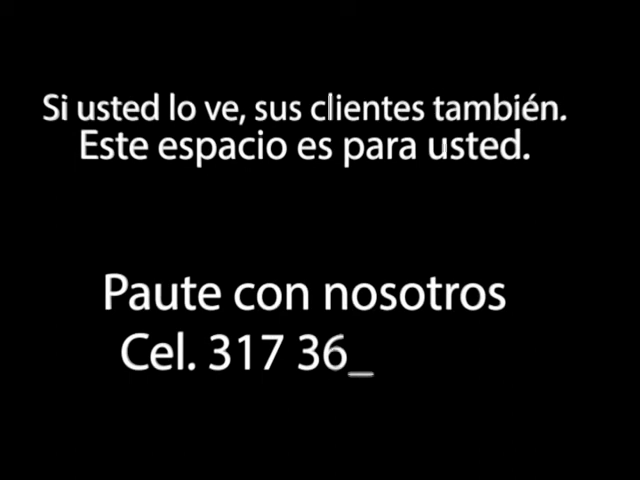 Si usted lo ve, sus clientes también.
Este espacio es para usted.
Paute con nosotros
Cel. 317 36_